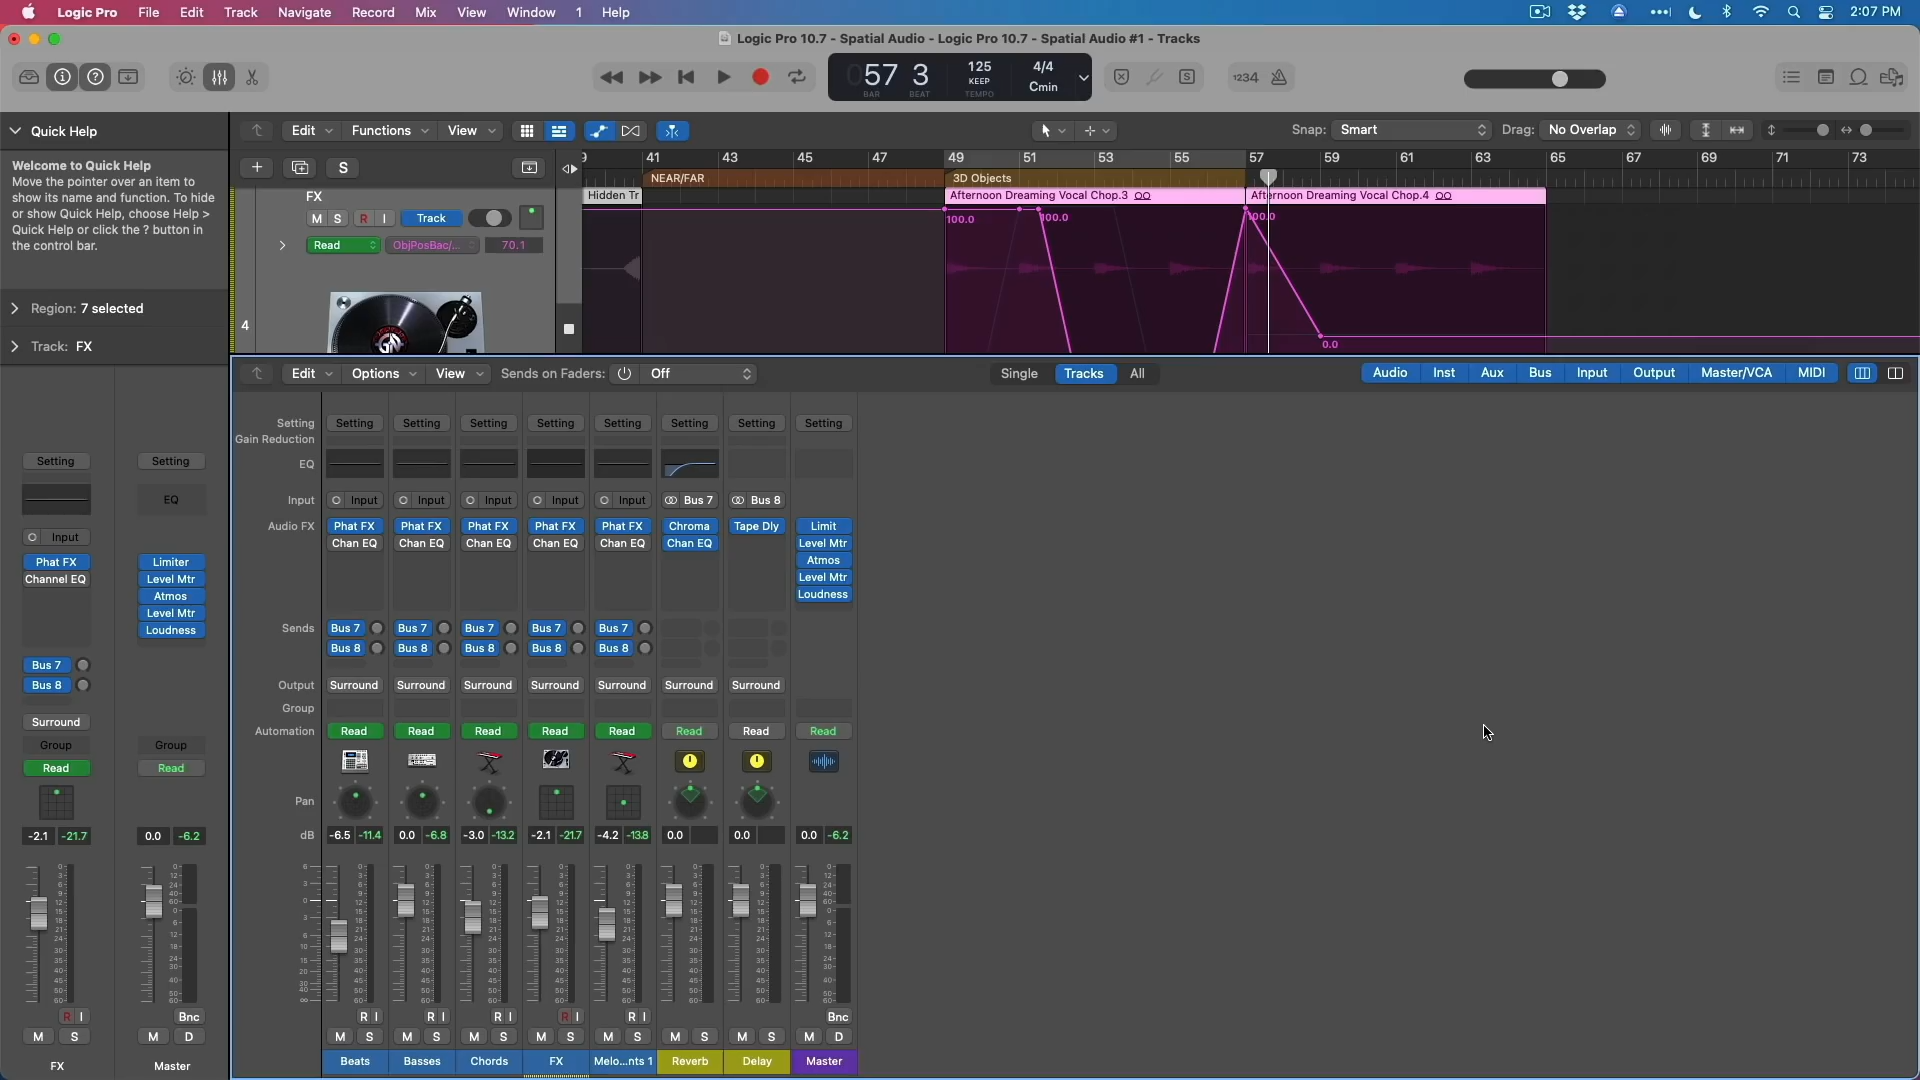 Logic Pro File Edit Track Navigate Record Mix View Window 1 Help 2:07 PM
Logic Pro 10.7 - Spatial Audio - Logic Pro 10.7 - Spatial Audio #1 - Tracks
57 3 125 KEEP 4/4 Cmin 1234
BAR BEAT TEMPO
Quick Help
Welcome to Quick Help
Move the pointer over an item to
show its name and function. To hide
or show Quick Help, choose Help >
Quick Help or click the ? button in
the control bar.
Region: 7 selected
Track: FX
Edit Functions View Snap: Smart Drag: No Overlap
S 41 43 45 47 49 51 53 55 57 59 61 63 65 67 69 71 73
NEAR/FAR 3D Objects
FX Hidden Tr Afternoon Dreaming Vocal Chop.3 Afternoon Dreaming Vocal Chop.4
M S R I Track 100.0 100.0 100.0
Read ObjPosBac/... 70.1
4 0.0
Edit Options View Sends on Faders: Off Single Tracks All Audio Inst Aux Bus Input Output Master/VCA MIDI
Setting Setting Setting Setting Setting Setting Setting Setting Setting
Gain Reduction
EQ
Input Input Input Input Input Input Bus 7 Bus 8
Audio FX Phat FX Phat FX Phat FX Phat FX Phat FX Chroma Tape Dly Limit
Chan EQ Chan EQ Chan EQ Chan EQ Chan EQ Chan EQ Level Mtr
Atmos
Level Mtr
Loudness
Sends Bus 7 Bus 7 Bus 7 Bus 7 Bus 7
Bus 8 Bus 8 Bus 8 Bus 8 Bus 8
Output Surround Surround Surround Surround Surround Surround Surround
Group
Automation Read Read Read Read Read Read Read Read
Pan
dB -6.5 -11.4 0.0 -6.8 -3.0 -13.2 -2.1 -21.7 -4.2 -13.8 0.0 0.0 0.0 -6.2
R I R I R I R I R I Bnc
M S M S M S M S M S M S M S M D
Beats Basses Chords FX Melo...nts 1 Reverb Delay Master
Setting Setting
EQ
Input
Phat FX Limiter
Channel EQ Level Mtr
Atmos
Level Mtr
Loudness
Bus 7
Bus 8
Surround
Group Group
Read Read
-2.1 -21.7 0.0 -6.2
R I Bnc
M S M D
FX Master